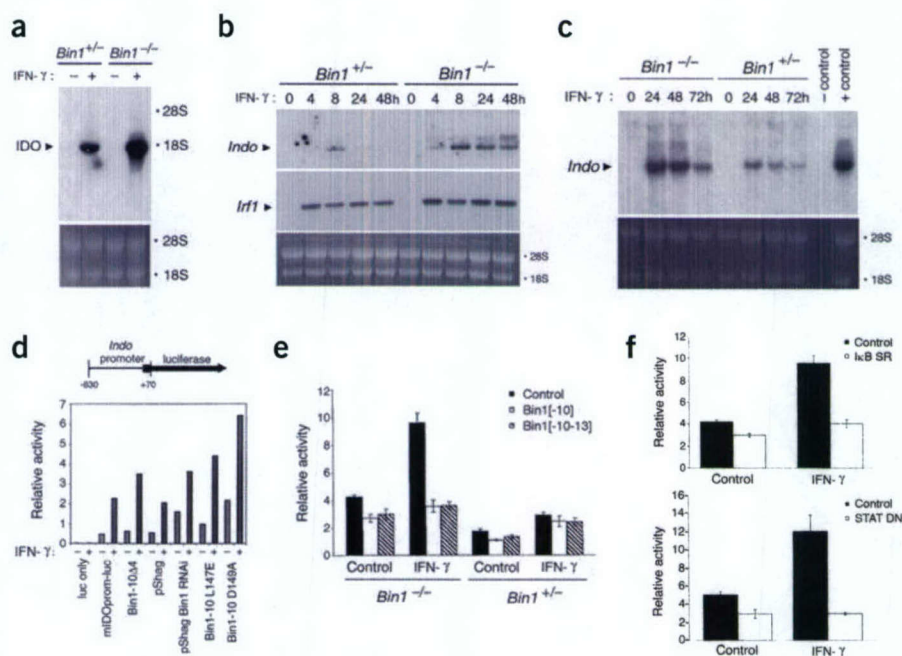 a
Bin1+/– Bin1–/–
IFN-γ : – + – +
IDO
• 28S
• 18S
• 28S
• 18S
b
Bin1+/– Bin1–/–
IFN-γ : 0 4 8 24 48h 0 4 8 24 48h
Indo
Irf1
• 28S
• 18S
c
Bin1–/– Bin1+/–
IFN-γ : 0 24 48 72h 0 24 48 72h – control + control
Indo
• 28S
• 18S
d
Indo
promoter luciferase
-630 +70
Relative activity
7
6
5
4
3
2
1
0
IFN-γ : – + – + – + – + – + – + – +
luc only
mIDOprom-luc
Bin1-10Δ4
pShag
pShag Bin1 RNAi
Bin1-10 L147E
Bin1-10 D149A
e
Relative activity
12
10
8
6
4
2
0
Control
Bin1[-10]
Bin1[-10-13]
Control IFN-γ Control IFN-γ
Bin1–/– Bin1+/–
f
Relative activity
12
10
8
6
4
2
0
Control
IκB SR
Control IFN-γ
Relative activity
16
12
8
4
0
Control
STAT DN
Control IFN-γ